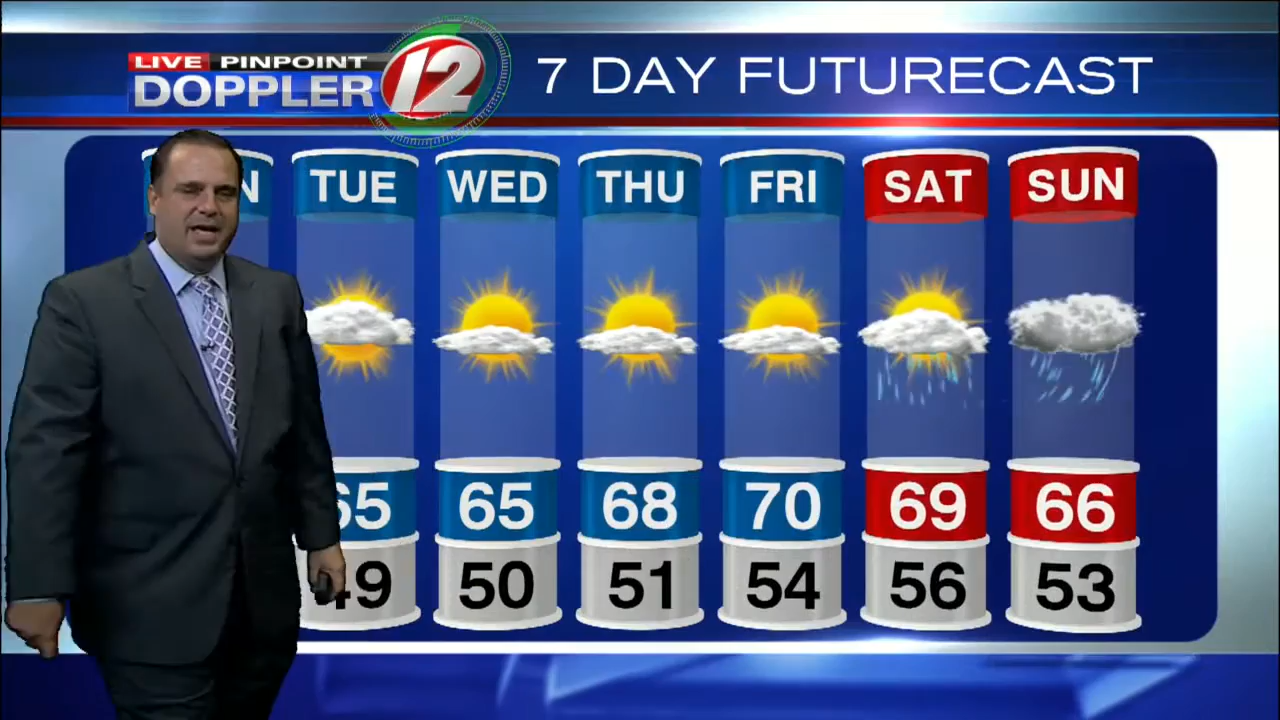 LIVE PINPOINT
DOPPLER 12
7 DAY FUTURECAST
N TUE WED THU FRI SAT SUN
65 65 68 70 69 66
49 50 51 54 56 53